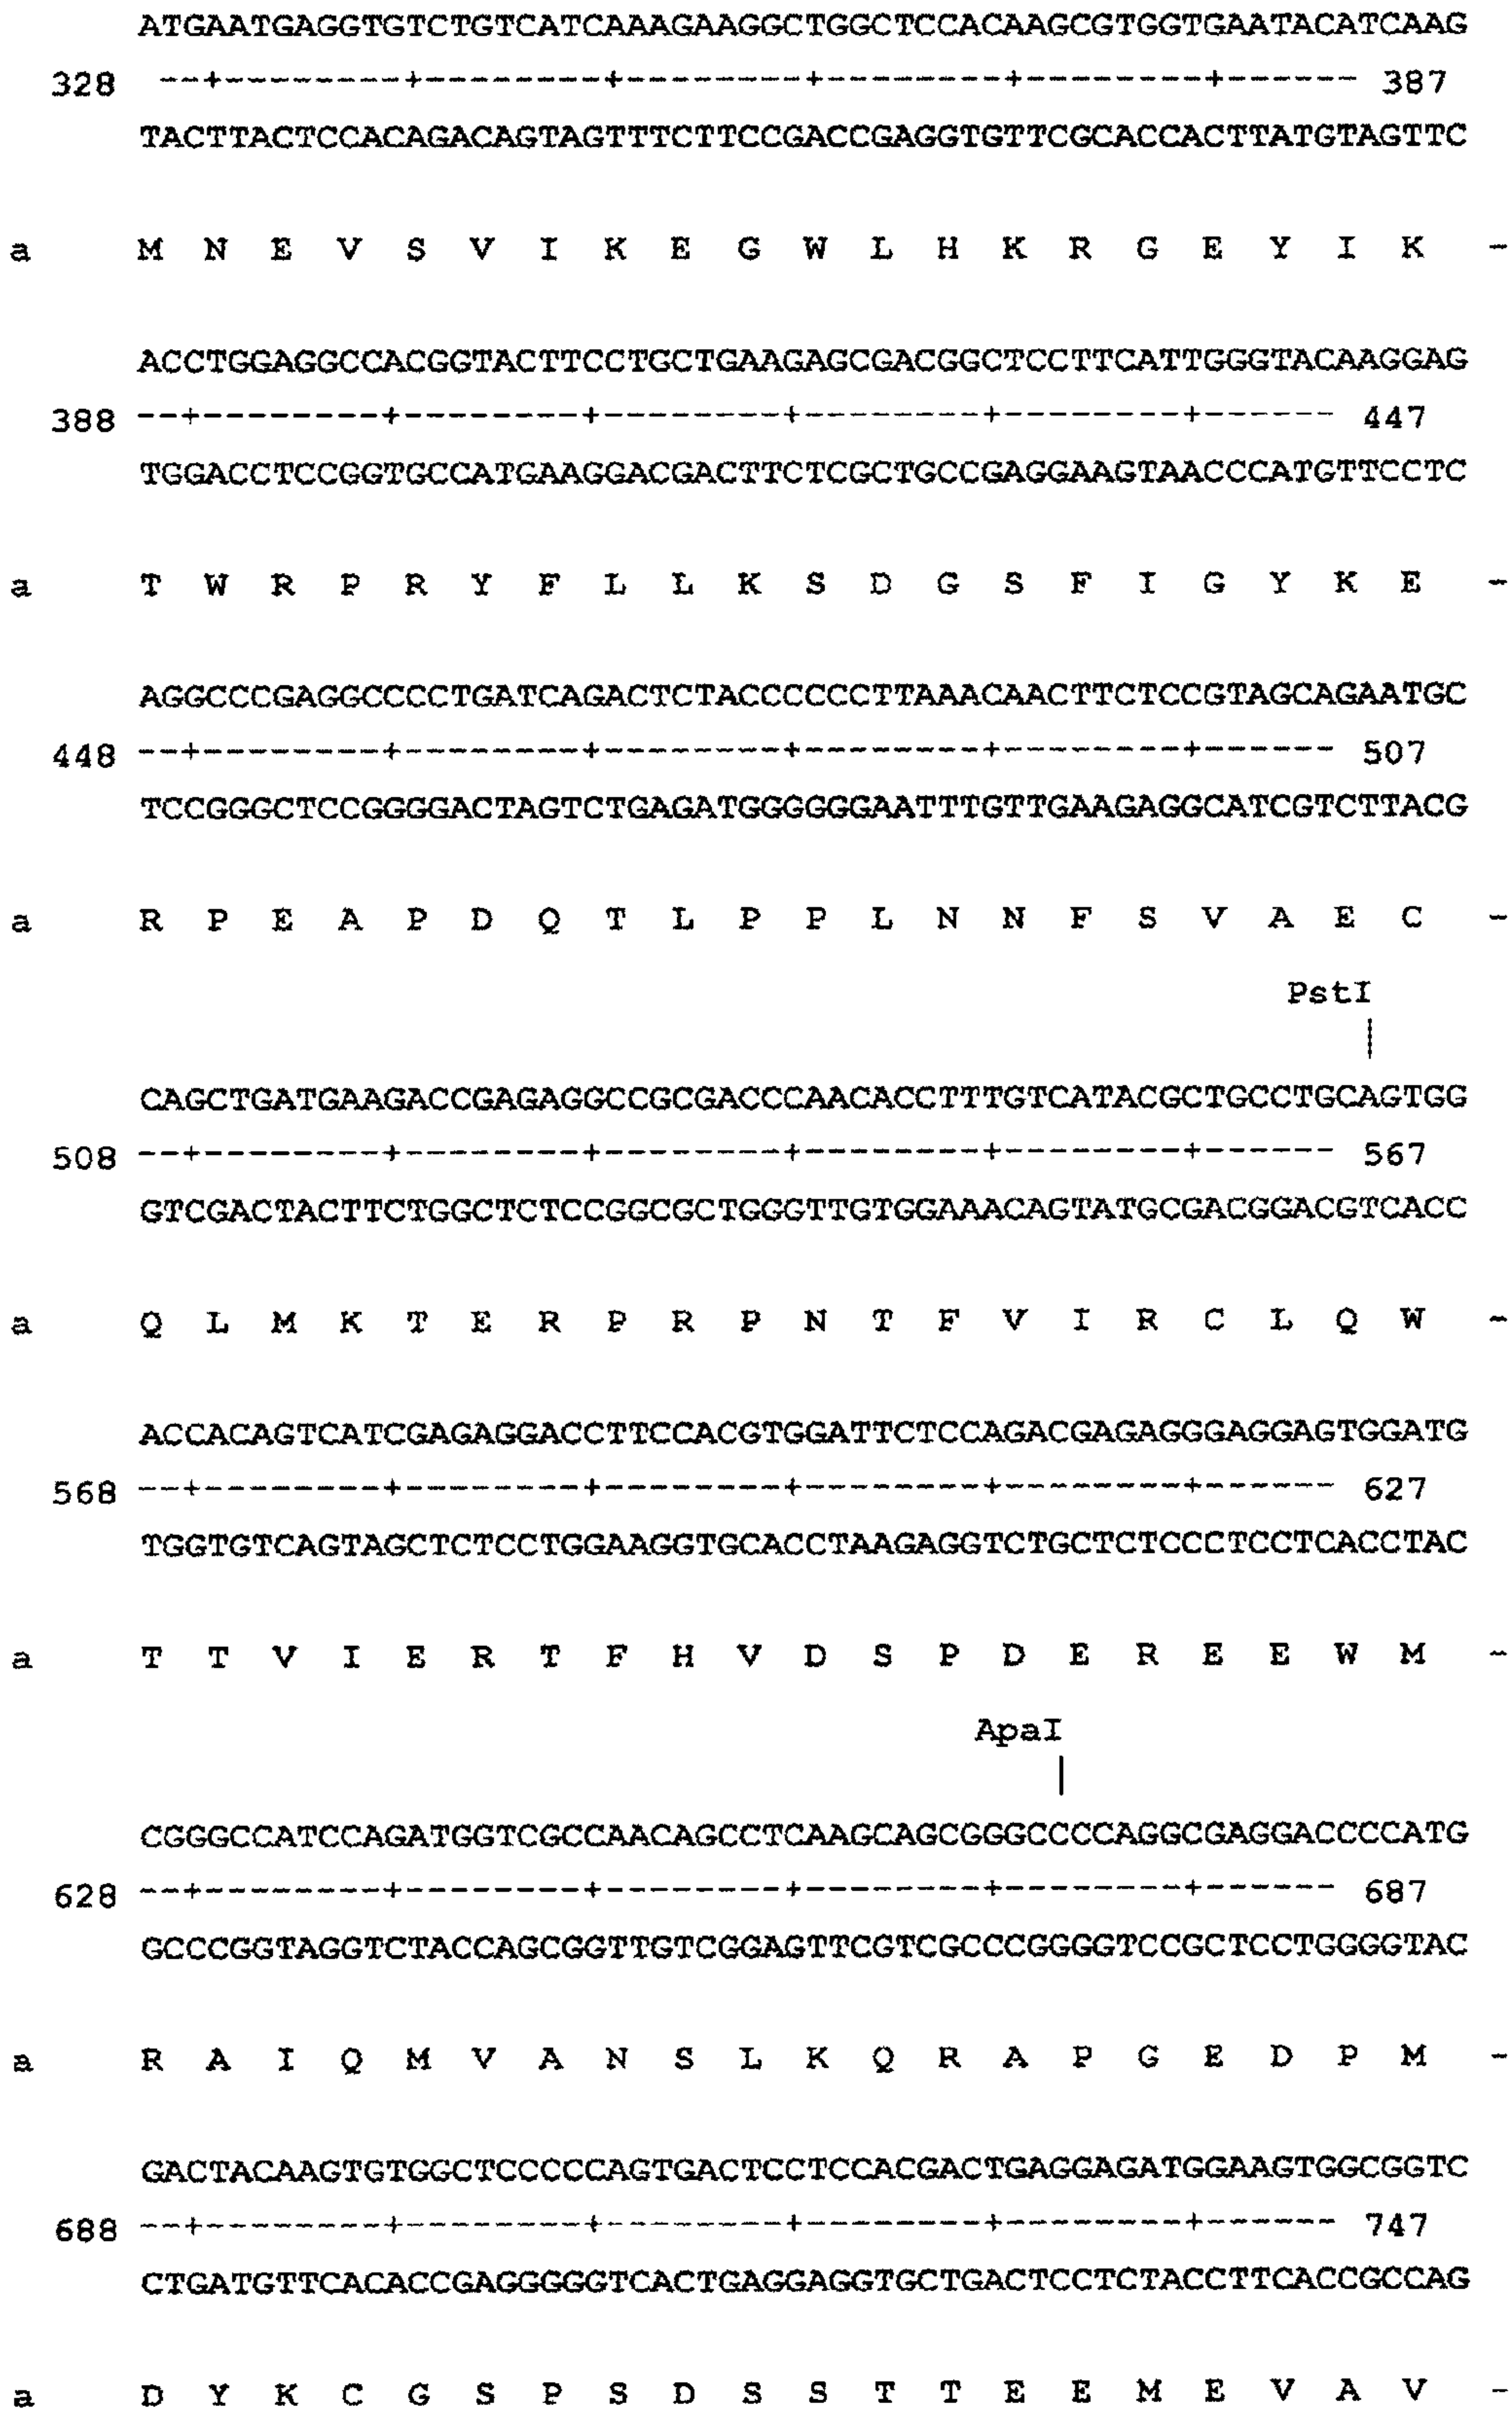 ATGAATGAGGTGTCTGTCATCAAAGAAGGCTGGCTCCACAAGCGTGGTGAATACATCAAG
328 --+---------+---------+---------+---------+---------+------ 387
TACTTACTCCACAGACAGTAGTTTCTTCCGACCGAGGTGTTCGCACCACTTATGTAGTTC
a M N E V S V I K E G W L H K R G E Y I K -
ACCTGGAGGCCACGGTACTTCCTGCTGAAGAGCGACGGCTCCTTCATTGGGTACAAGGAG
388 --+---------+---------+---------+---------+---------+------ 447
TGGACCTCCGGTGCCATGAAGGACGACTTCTCGCTGCCGAGGAAGTAACCCATGTTCCTC
a T W R P R Y F L L K S D G S F I G Y K E -
AGGCCCGAGGCCCCTGATCAGACTCTACCCCCCTTAAACAACTTCTCCGTAGCAGAATGC
448 --+---------+---------+---------+---------+---------+------ 507
TCCGGGCTCCGGGGACTAGTCTGAGATGGGGGGAATTTGTTGAAGAGGCATCGTCTTACG
a R P E A P D Q T L P P L N N F S V A E C -
PstI
CAGCTGATGAAGACCGAGAGGCCGCGACCCAACACCTTTGTCATACGCTGCCTGCAGTGG
508 --+---------+---------+---------+---------+---------+------ 567
GTCGACTACTTCTGGCTCTCCGGCGCTGGGTTGTGGAAACAGTATGCGACGGACGTCACC
a Q L M K T E R P R P N T F V I R C L Q W -
ACCACAGTCATCGAGAGGACCTTCCACGTGGATTCTCCAGACGAGAGGGAGGAGTGGATG
568 --+---------+---------+---------+---------+---------+------ 627
TGGTGTCAGTAGCTCTCCTGGAAGGTGCACCTAAGAGGTCTGCTCTCCCTCCTCACCTAC
a T T V I E R T F H V D S P D E R E E W M -
ApaI
CGGGCCATCCAGATGGTCGCCAACAGCCTCAAGCAGCGGGCCCCAGGCGAGGACCCCATG
628 --+---------+---------+---------+---------+---------+------ 687
GCCCGGTAGGTCTACCAGCGGTTGTCGGAGTTCGTCGCCCGGGGTCCGCTCCTGGGGTAC
a R A I Q M V A N S L K Q R A P G E D P M -
GACTACAAGTGTGGCTCCCCCAGTGACTCCTCCACGACTGAGGAGATGGAAGTGGCGGTC
688 --+---------+---------+---------+---------+---------+------ 747
CTGATGTTCACACCGAGGGGGTCACTGAGGAGGTGCTGACTCCTCTACCTTCACCGCCAG
a D Y K C G S P S D S S T T E E M E V A V -